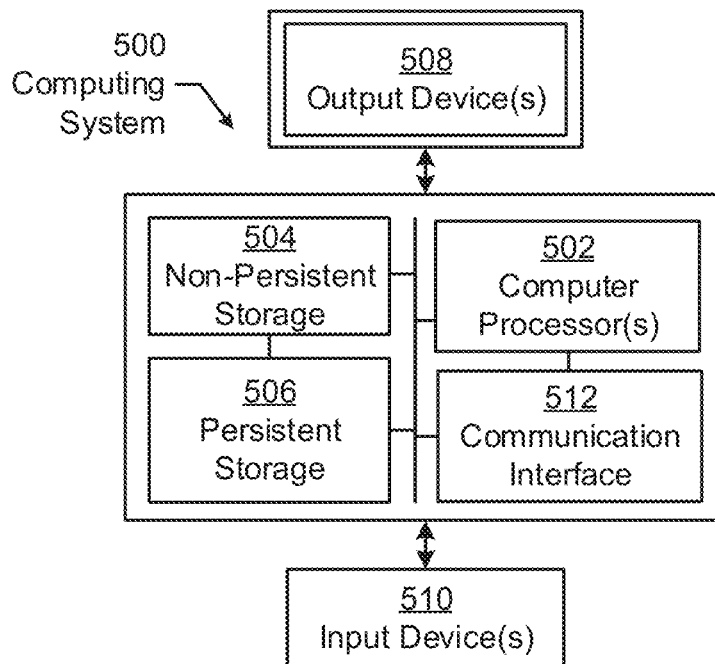 500
Computing
System
508
Output Device(s)
504
Non-Persistent
Storage
502
Computer
Processor(s)
506
Persistent
Storage
512
Communication
Interface
510
Input Device(s)